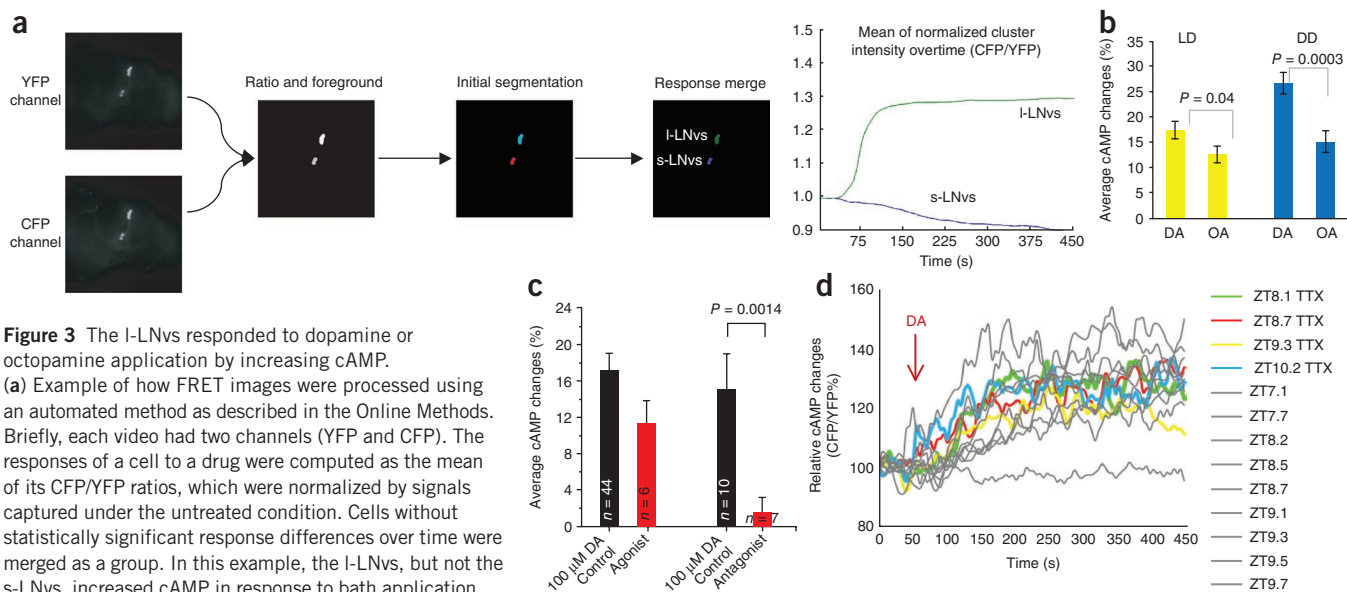 a
YFP
channel
CFP
channel
Ratio and foreground
Initial segmentation
Response merge
l-LNvs
s-LNvs
Mean of normalized cluster
intensity overtime (CFP/YFP)
1.5
1.4
1.3
1.2
1.1
1.0
0.9
l-LNvs
s-LNvs
75 150 225 300 375 450
Time (s)
b
LD DD
P = 0.0003
P = 0.04
Average cAMP changes (%)
35
30
25
20
15
10
5
0
DA OA DA OA
Figure 3 The l-LNvs responded to dopamine or
octopamine application by increasing cAMP.
(a) Example of how FRET images were processed using
an automated method as described in the Online Methods.
Briefly, each video had two channels (YFP and CFP). The
responses of a cell to a drug were computed as the mean
of its CFP/YFP ratios, which were normalized by signals
captured under the untreated condition. Cells without
statistically significant response differences over time were
merged as a group. In this example, the l-LNvs, but not the
s-LNvs, increased cAMP in response to bath application
c
P = 0.0014
Average cAMP changes (%)
24
20
16
12
8
4
0
n = 44
n = 6
n = 10
n = 7
100 µM DA
Control
Agonist
100 µM DA
Control
Antagonist
d
DA
Relative cAMP changes
(CFP/YFP%)
160
140
120
100
80
0 50 100 150 200 250 300 350 400 450
Time (s)
ZT8.1 TTX
ZT8.7 TTX
ZT9.3 TTX
ZT10.2 TTX
ZT7.1
ZT7.7
ZT8.2
ZT8.5
ZT8.7
ZT9.1
ZT9.3
ZT9.5
ZT9.7